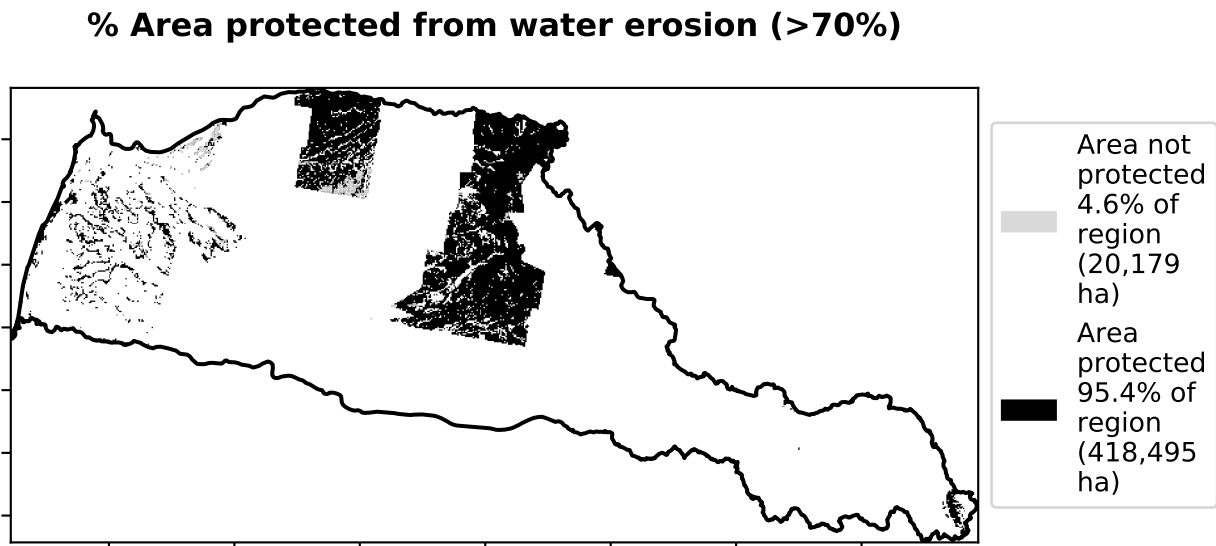 % Area protected from water erosion (>70%)
Area not
protected
4.6% of
region
(20,179
ha)
Area
protected
95.4% of
region
(418,495
ha)